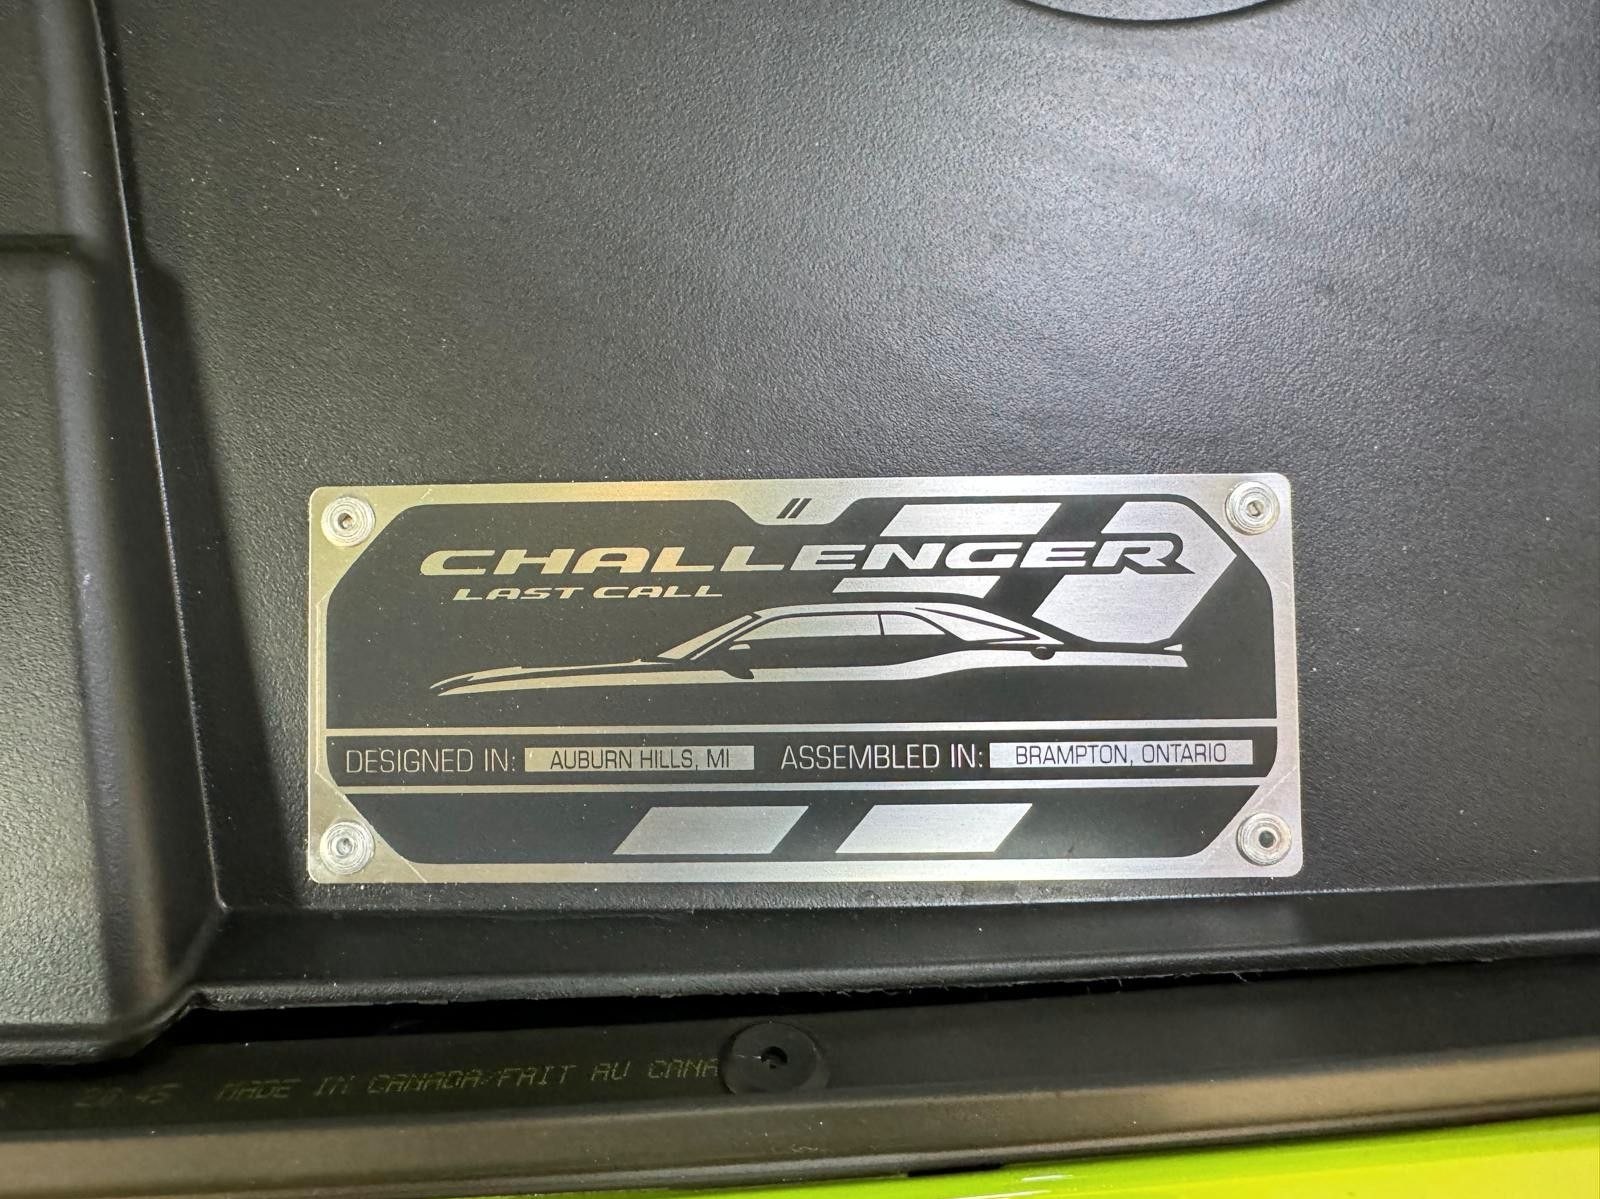 CHALLENGER
LAST CALL
DESIGNED IN: AUBURN HILLS, MI ASSEMBLED IN: BRAMPTON, ONTARIO
MADE IN CANADA/FAIT AU CANA